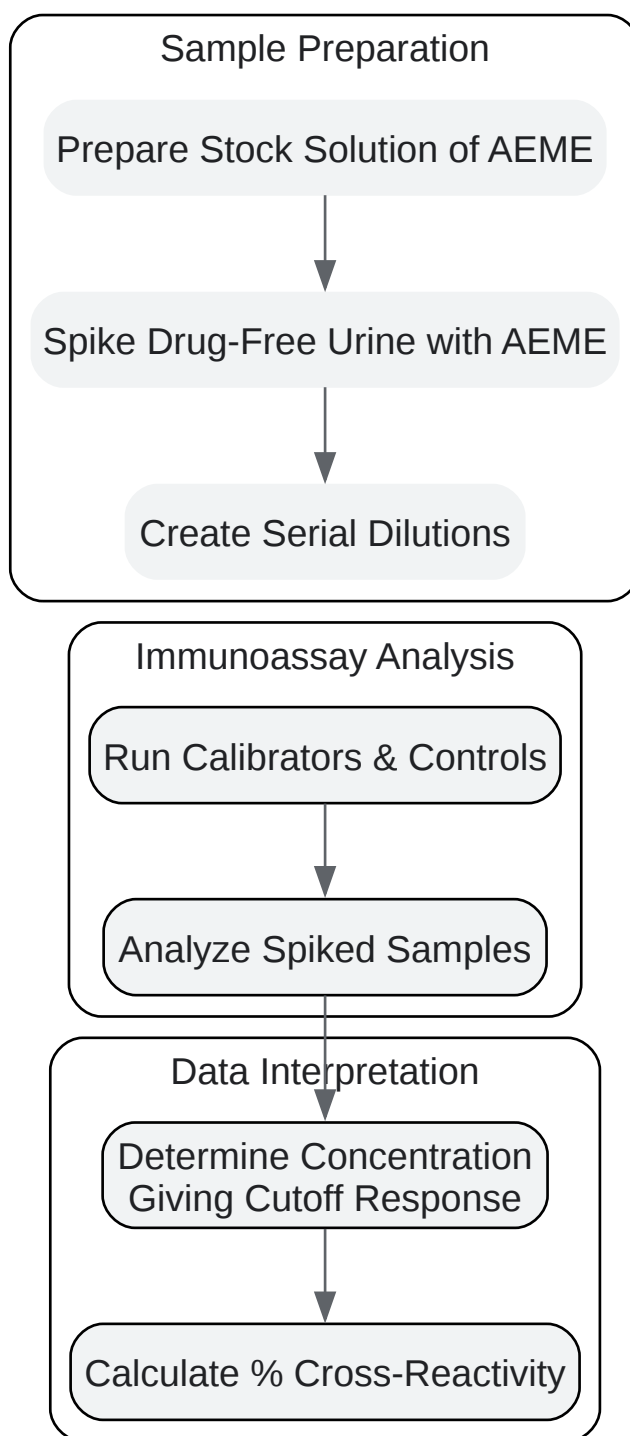 Sample Preparation
Prepare Stock Solution of AEME
Spike Drug-Free Urine with AEME
Create Serial Dilutions
Immunoassay Analysis
Run Calibrators & Controls
Analyze Spiked Samples
Data Interpretation
Determine Concentration
Giving Cutoff Response
Calculate % Cross-Reactivity